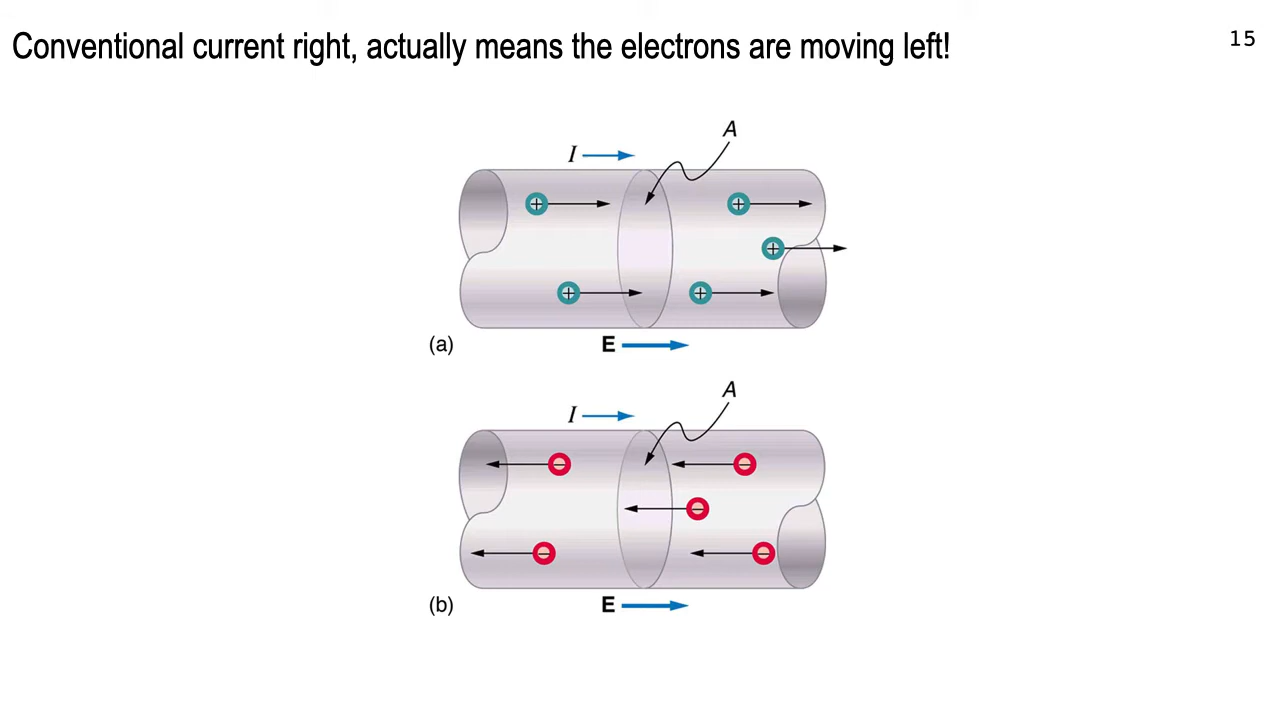 Conventional current right, actually means the electrons are moving left!
15
A
I
+
+
+
+
+
(a)
E
A
I
−
−
−
−
−
(b)
E